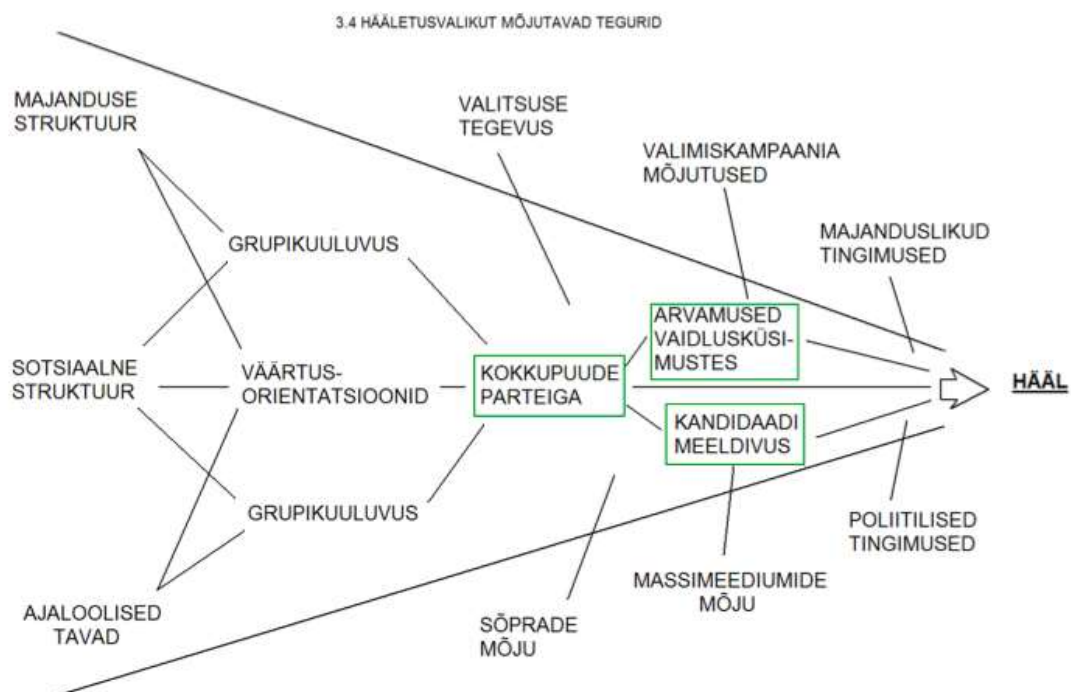 3.4 HÄÄLETUSVALIKUT MÕJUTAVAD TEGURID
MAJANDUSE
STRUKTUUR
VALITSUSE
TEGEVUS
VALIMISKAMPAANIA
MÕJUTUSED
MAJANDUSLIKUD
TINGIMUSED
GRUPIKUULUVUS
ARVAMUSED
VAIDLUSKÜSI-
MUSTES
SOTSIAALNE
STRUKTUUR
VÄÄRTUS-
ORIENTATSIOONID
KOKKUPUUDE
PARTEIGA
HÄÄL
KANDIDAADI
MEELDIVUS
GRUPIKUULUVUS
POLIITILISED
TINGIMUSED
MASSIMEEDIUMIDE
MÕJU
AJALOOLISED
TAVAD
SÕPRADE
MÕJU